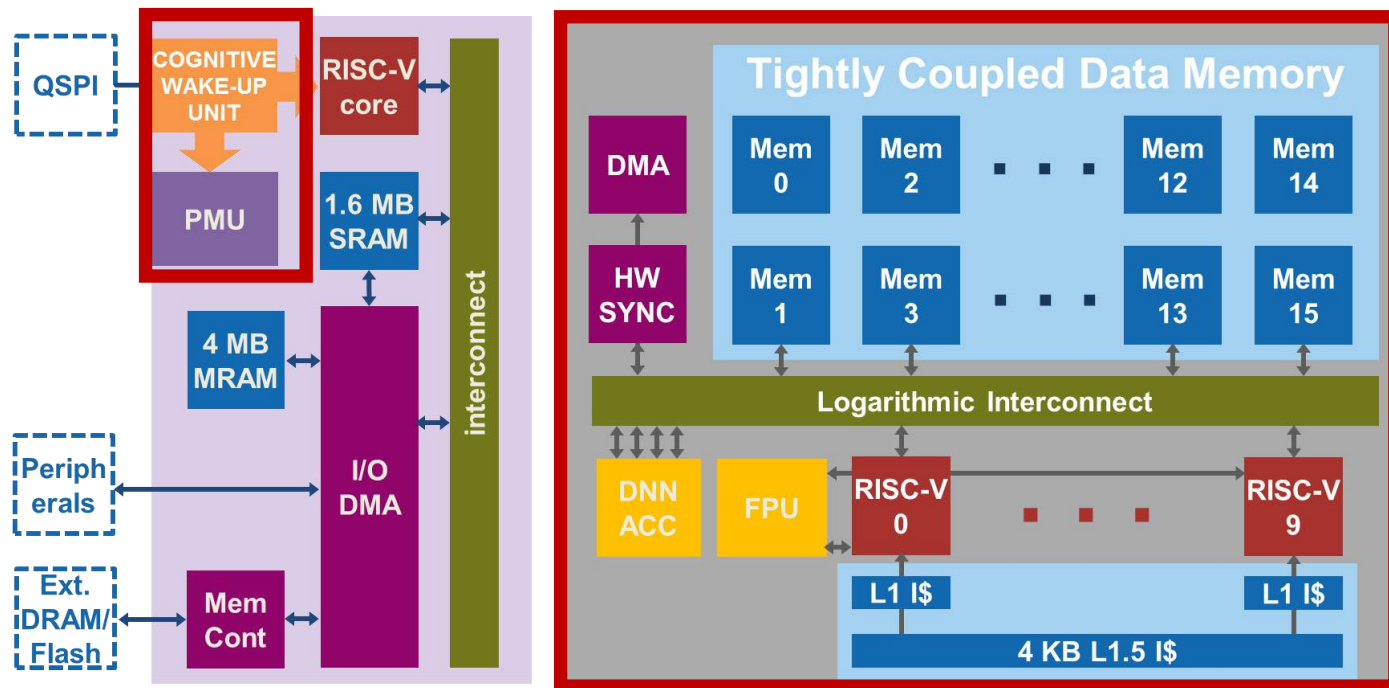 QSPI
COGNITIVE
WAKE-UP
UNIT
RISC-V
core
PMU
1.6 MB
SRAM
4 MB
MRAM
interconnect
Periph
erals
I/O
DMA
Ext.
DRAM/
Flash
Mem
Cont
Tightly Coupled Data Memory
DMA
Mem
0
Mem
2
Mem
12
Mem
14
HW
SYNC
Mem
1
Mem
3
Mem
13
Mem
15
Logarithmic Interconnect
DNN
ACC
FPU
RISC-V
0
RISC-V
9
L1 I$
L1 I$
4 KB L1.5 I$